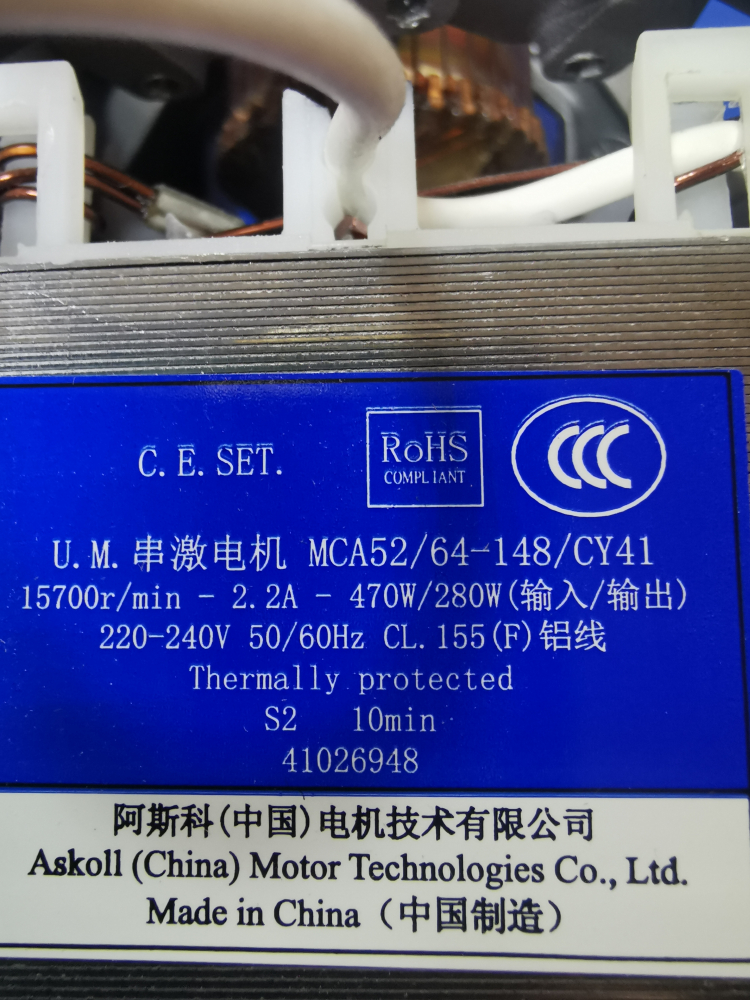 C.E.SET.
RoHS
COMPLIANT
CCC
U.M.串激电机 MCA52/64-148/CY41
15700r/min - 2.2A - 470W/280W(输入/输出)
220-240V 50/60Hz CL.155(F)铝线
Thermally protected
S2 10min
41026948
阿斯科(中国)电机技术有限公司
Askoll (China) Motor Technologies Co., Ltd.
Made in China（中国制造）